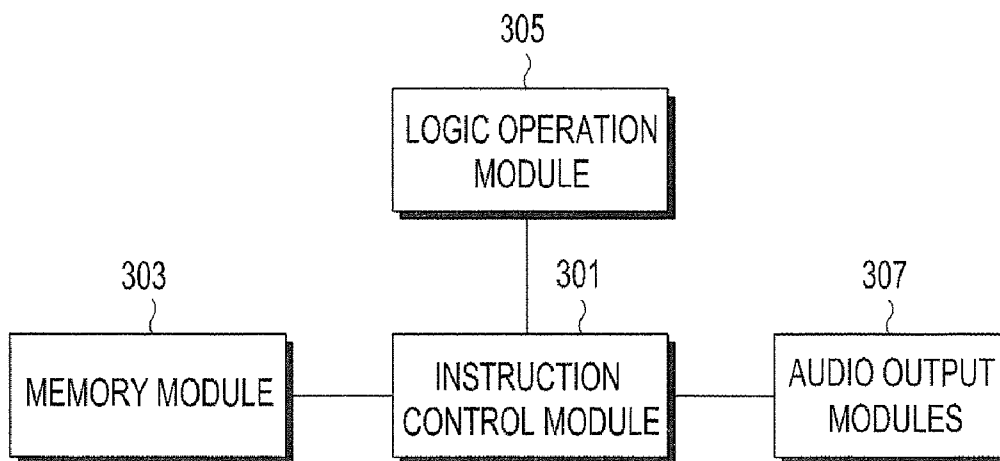 305
LOGIC OPERATION
MODULE
303
MEMORY MODULE
301
INSTRUCTION
CONTROL MODULE
307
AUDIO OUTPUT
MODULES